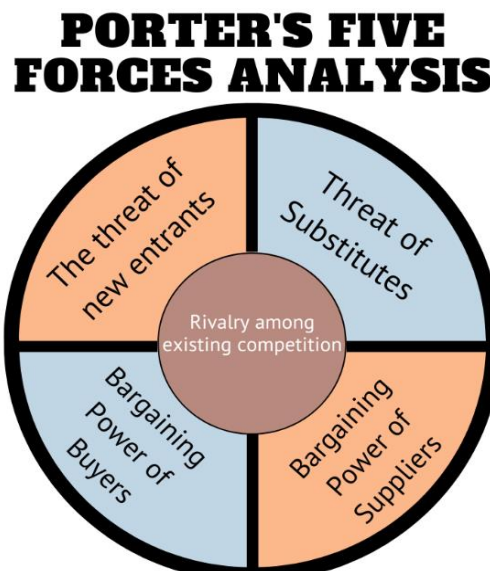 PORTER'S FIVE
FORCES ANALYSIS
The threat of
new entrants
Threat of
Substitutes
Rivalry among
existing competition
Bargaining
Power of
Buyers
Bargaining
Power of
Suppliers